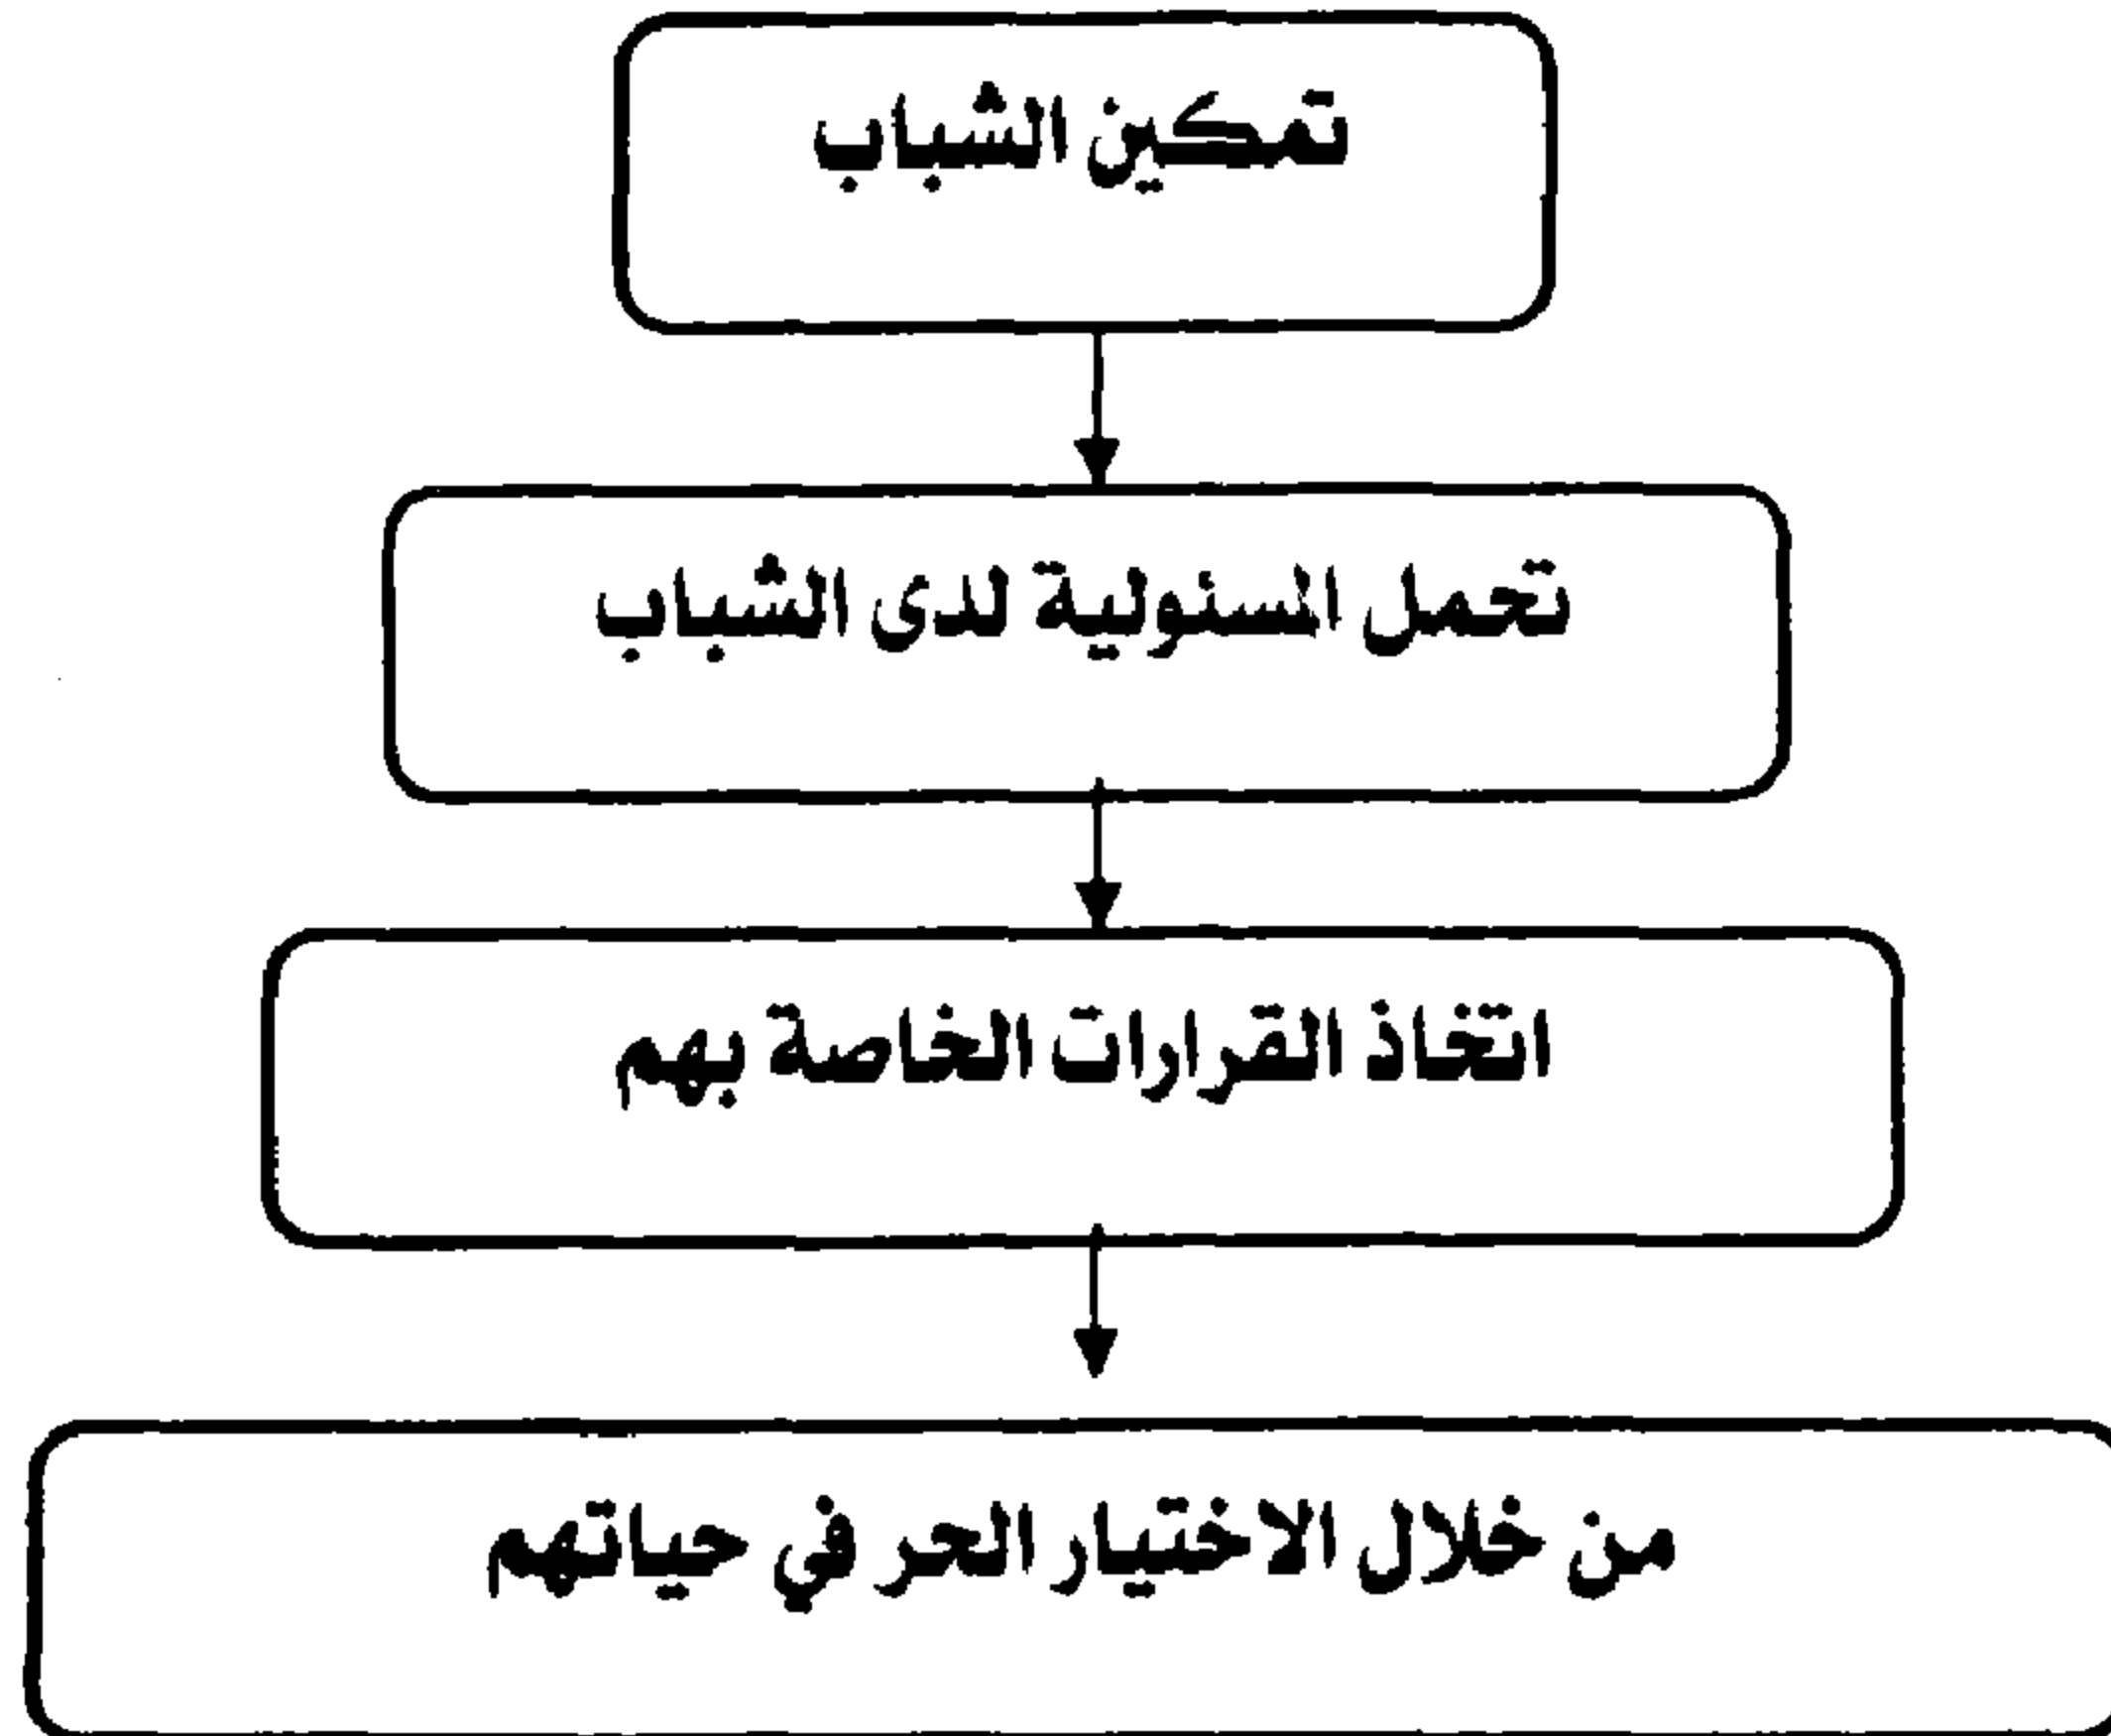 تمكين الشباب
تحمل المسئولية لدى الشباب
اتخاذ القرارات الخاصة بهم
من خلال الاختيار الحر في حياتهم